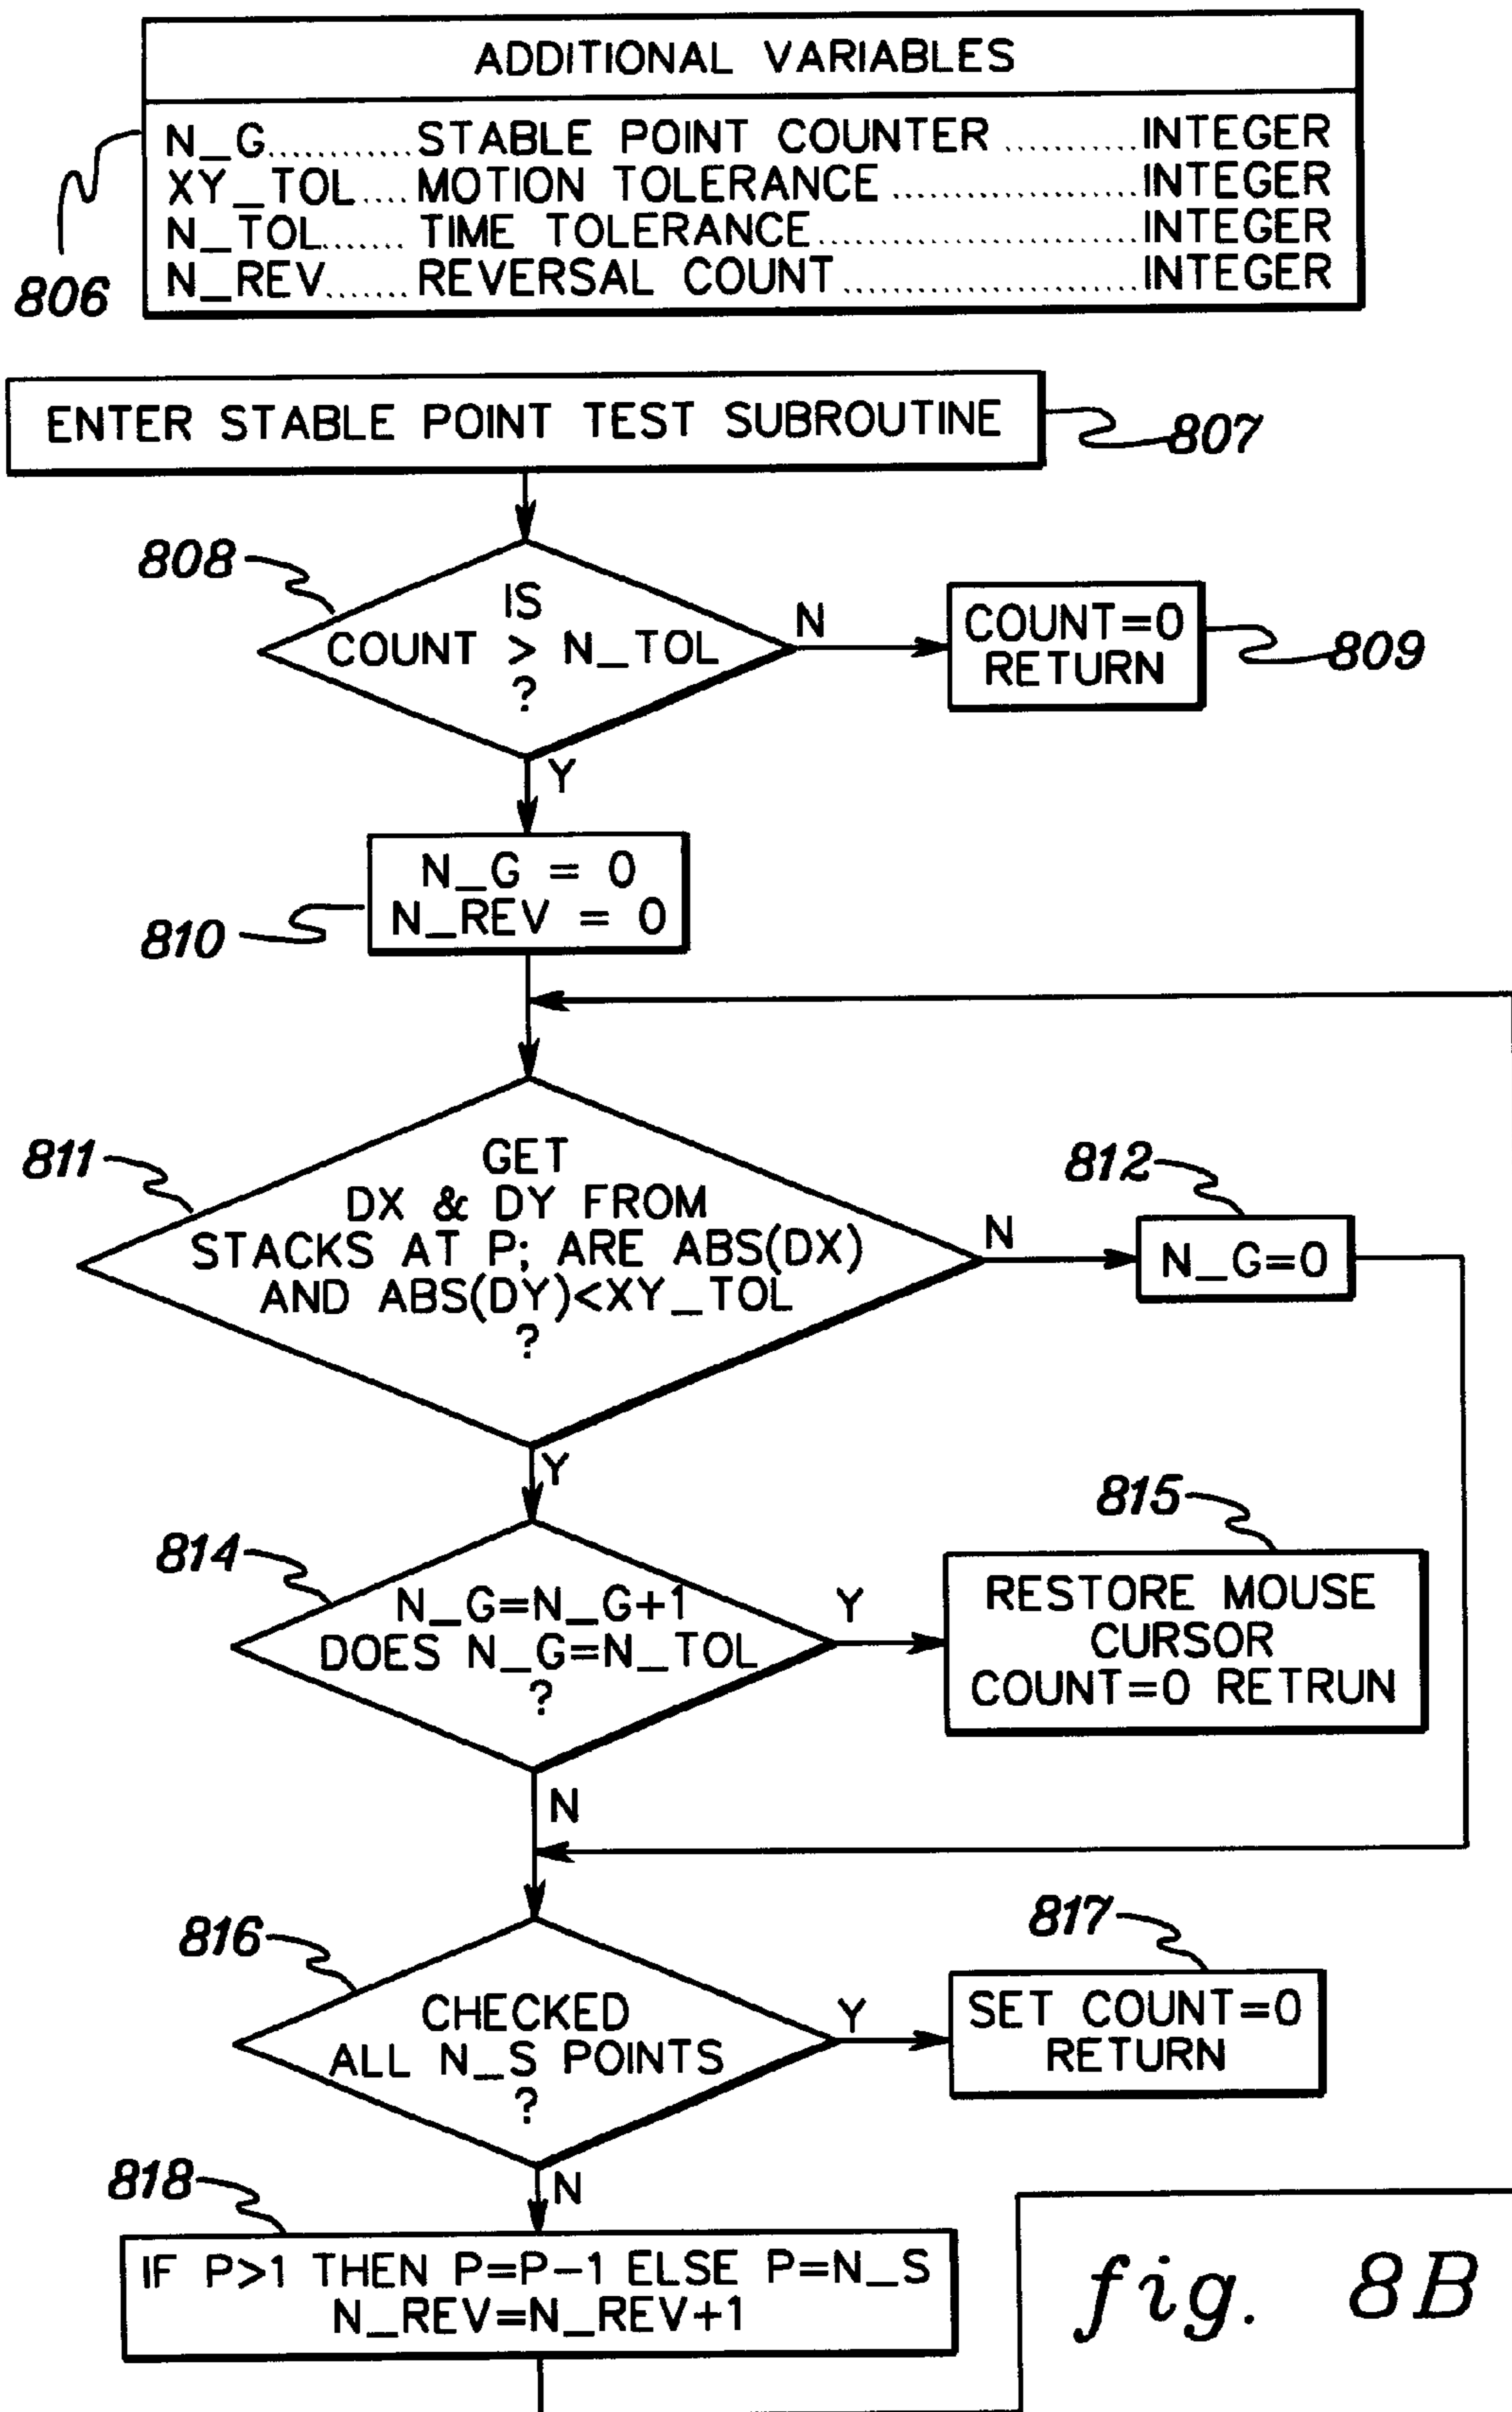 ADDITIONAL VARIABLES
N_G...........STABLE POINT COUNTER ...........INTEGER
XY_TOL.... MOTION TOLERANCE ....................INTEGER
N_TOL....... TIME TOLERANCE..........................INTEGER
N_REV....... REVERSAL COUNT........................INTEGER
806
ENTER STABLE POINT TEST SUBROUTINE
807
808
IS
COUNT > N_TOL
?
N
COUNT=0
RETURN
809
Y
N_G = 0
N_REV = 0
810
811
GET
DX & DY FROM
STACKS AT P; ARE ABS(DX)
AND ABS(DY)<XY_TOL
?
N
812
N_G=0
Y
814
N_G=N_G+1
DOES N_G=N_TOL
?
Y
815
RESTORE MOUSE
CURSOR
COUNT=0 RETRUN
N
816
CHECKED
ALL N_S POINTS
?
Y
817
SET COUNT=0
RETURN
N
818
IF P>1 THEN P=P-1 ELSE P=N_S
N_REV=N_REV+1
fig. 8B